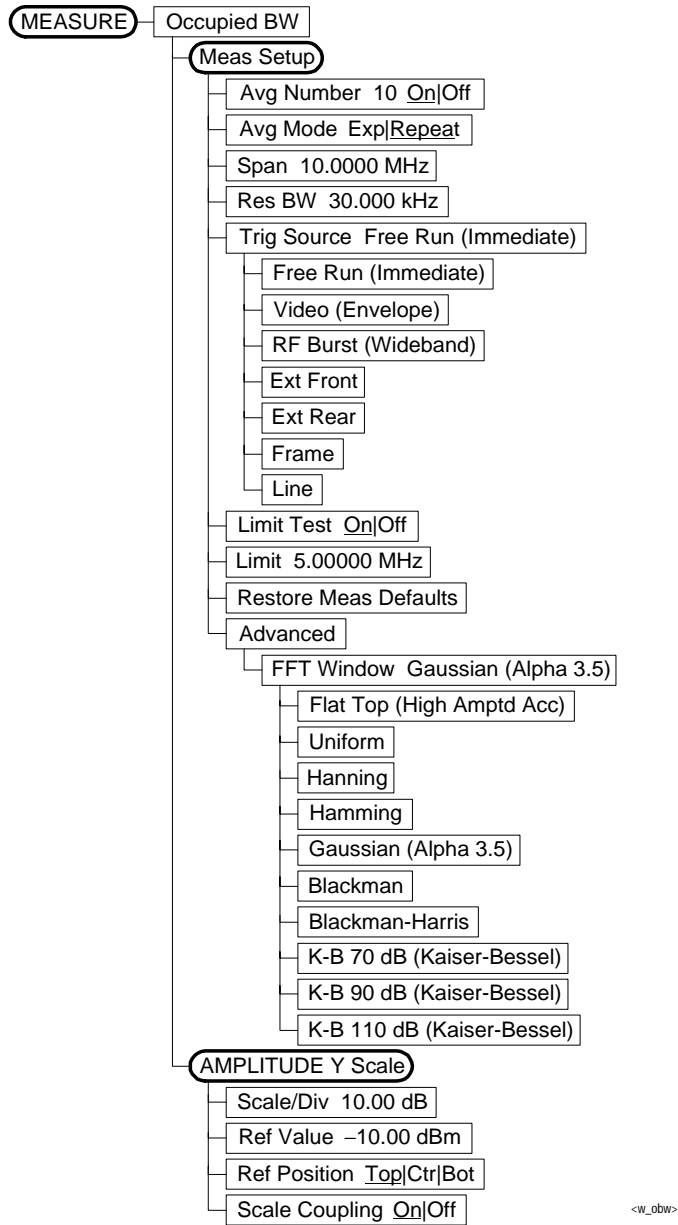 MEASURE Occupied BW
Meas Setup
Avg Number 10 On|Off
Avg Mode Exp|Repeat
Span 10.0000 MHz
Res BW 30.000 kHz
Trig Source Free Run (Immediate)
Free Run (Immediate)
Video (Envelope)
RF Burst (Wideband)
Ext Front
Ext Rear
Frame
Line
Limit Test On|Off
Limit 5.00000 MHz
Restore Meas Defaults
Advanced
FFT Window Gaussian (Alpha 3.5)
Flat Top (High Amptd Acc)
Uniform
Hanning
Hamming
Gaussian (Alpha 3.5)
Blackman
Blackman-Harris
K-B 70 dB (Kaiser-Bessel)
K-B 90 dB (Kaiser-Bessel)
K-B 110 dB (Kaiser-Bessel)
AMPLITUDE Y Scale
Scale/Div 10.00 dB
Ref Value −10.00 dBm
Ref Position Top|Ctr|Bot
Scale Coupling On|Off
<w_obw>